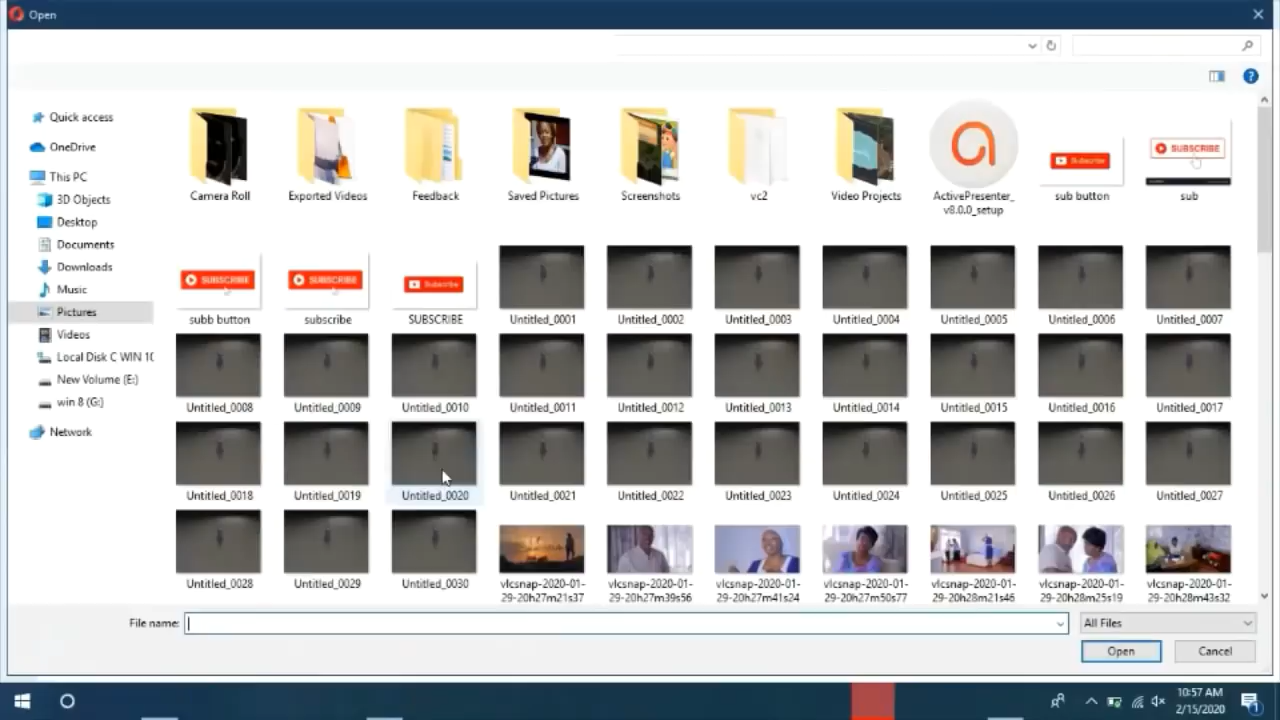 Open
Quick access
OneDrive
This PC
3D Objects
Desktop
Documents
Downloads
Music
Pictures
Videos
Local Disk C WIN 10
New Volume (E:)
win 8 (G:)
Network
Camera Roll
Exported Videos
Feedback
Saved Pictures
Screenshots
vc2
Video Projects
ActivePresenter_
v8.0.0_setup
Subscribe
sub button
SUBSCRIBE
sub
SUBSCRIBE
subb button
SUBSCRIBE
subscribe
Subscribe
SUBSCRIBE
Untitled_0001
Untitled_0002
Untitled_0003
Untitled_0004
Untitled_0005
Untitled_0006
Untitled_0007
Untitled_0008
Untitled_0009
Untitled_0010
Untitled_0011
Untitled_0012
Untitled_0013
Untitled_0014
Untitled_0015
Untitled_0016
Untitled_0017
Untitled_0018
Untitled_0019
Untitled_0020
Untitled_0021
Untitled_0022
Untitled_0023
Untitled_0024
Untitled_0025
Untitled_0026
Untitled_0027
Untitled_0028
Untitled_0029
Untitled_0030
vlcsnap-2020-01-
29-20h27m21s37
vlcsnap-2020-01-
29-20h27m39s56
vlcsnap-2020-01-
29-20h27m41s24
vlcsnap-2020-01-
29-20h27m50s77
vlcsnap-2020-01-
29-20h28m21s46
vlcsnap-2020-01-
29-20h28m25s19
vlcsnap-2020-01-
29-20h28m43s32
File name:
All Files
Open
Cancel
10:57 AM
2/15/2020
1